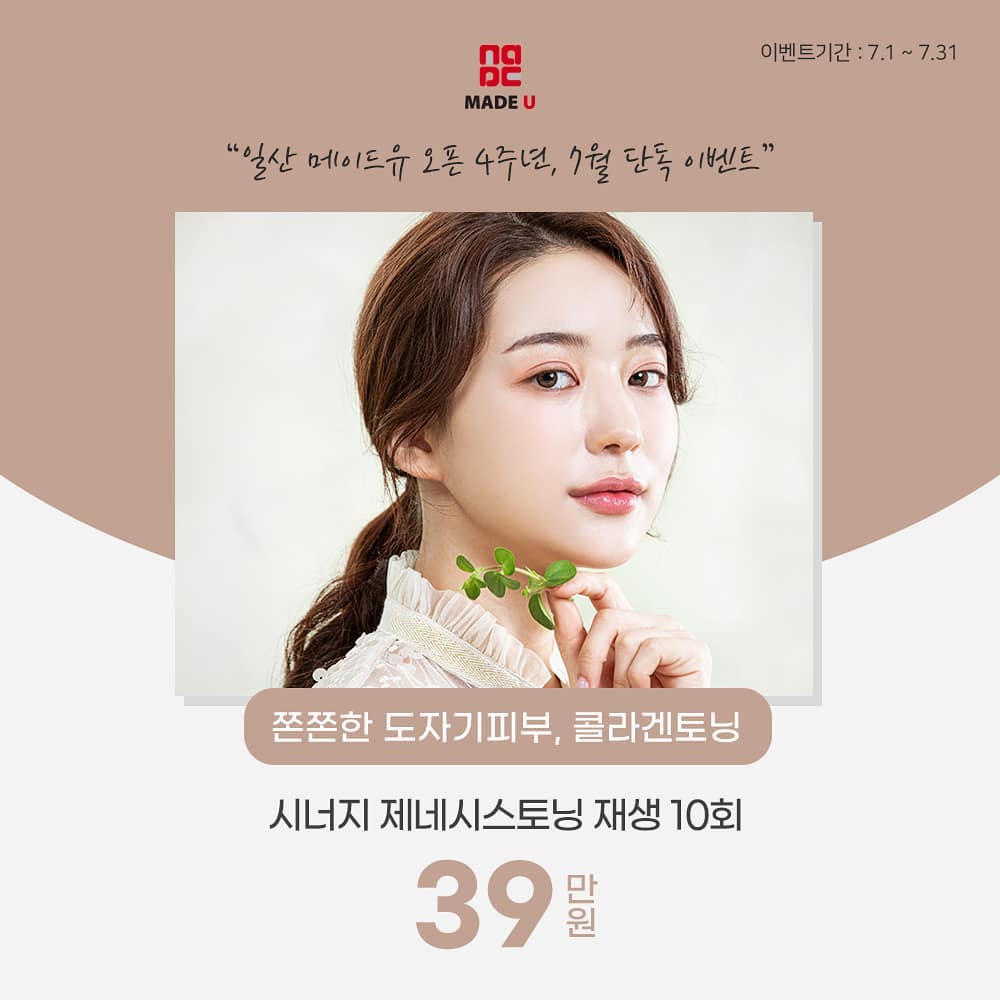 이벤트기간 : 7.1 ~ 7.31
MADE U
“일산 메이드유 오픈 4주년, 7월 단독 이벤트”
쫀쫀한 도자기피부, 콜라겐토닝
시너지 제네시스토닝 재생 10회
39만원